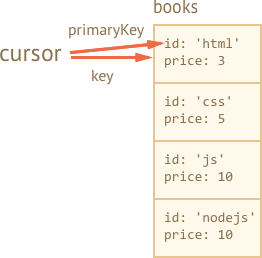 books
primaryKey
cursor
key
id: 'html'
price: 3
id: 'css'
price: 5
id: 'js'
price: 10
id: 'nodejs'
price: 10